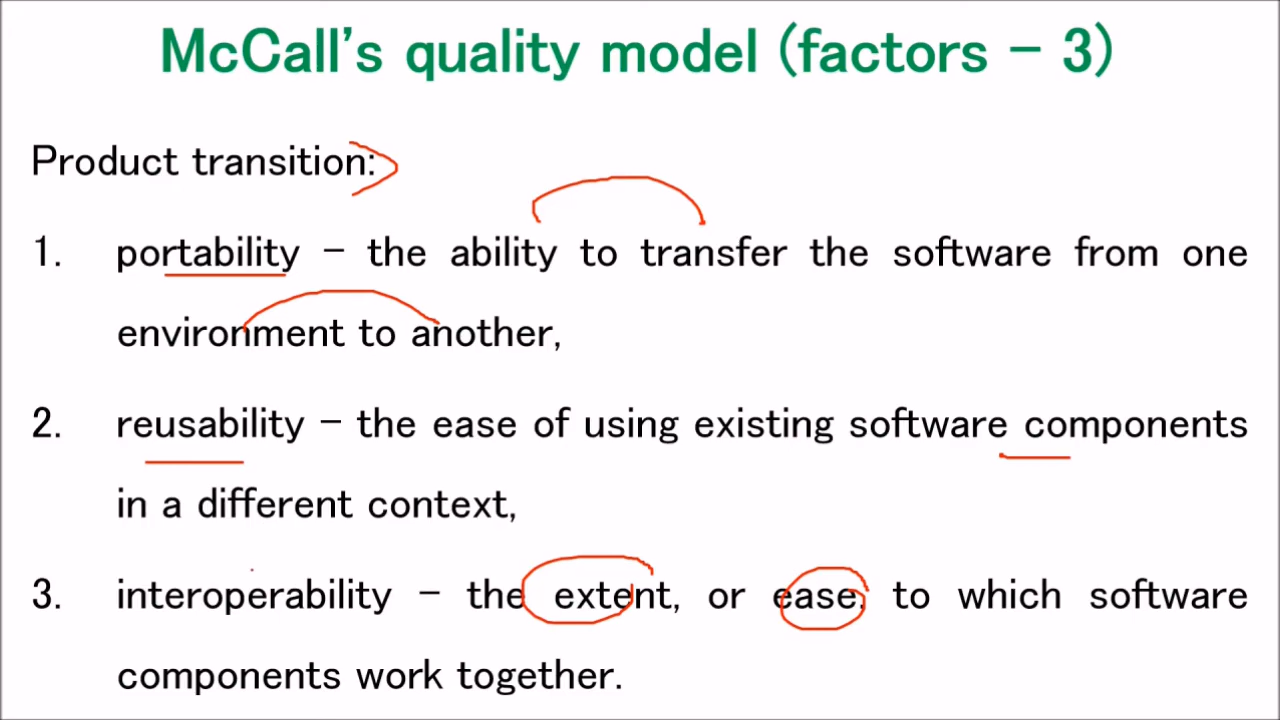 McCall's quality model (factors – 3)
Product transition:
1. portability – the ability to transfer the software from one
environment to another,
2. reusability – the ease of using existing software components
in a different context,
3. interoperability – the extent, or ease, to which software
components work together.